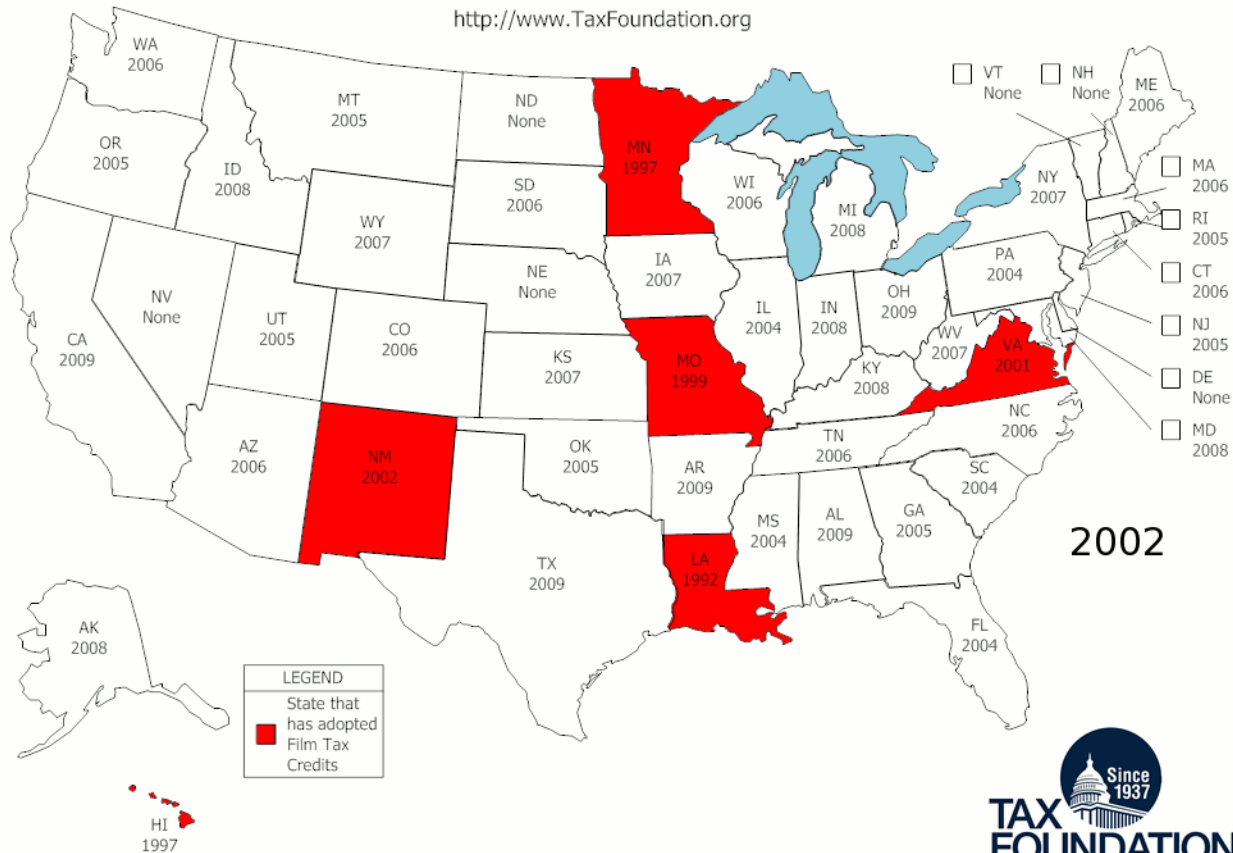 http://www.TaxFoundation.org
WA
2006
MT
2005
ND
None
MN
1997
VT
None
NH
None
ME
2006
OR
2005
ID
2008
SD
2006
WI
2006
MI
2008
NY
2007
MA
2006
WY
2007
RI
2005
IA
2007
NE
None
PA
2004
CT
2006
NV
None
UT
2005
CO
2006
IL
2004
IN
2008
OH
2009
NJ
2005
CA
2009
KS
2007
MO
1999
WV
2007
VA
2001
KY
2008
DE
None
NC
2006
MD
2008
AZ
2006
NM
2002
OK
2005
TN
2006
AR
2009
SC
2004
MS
2004
AL
2009
GA
2005
2002
TX
2009
LA
1992
FL
2004
AK
2008
LEGEND
State that
has adopted
Film Tax
Credits
HI
1997
Since
1937
TAX
FOUNDATION